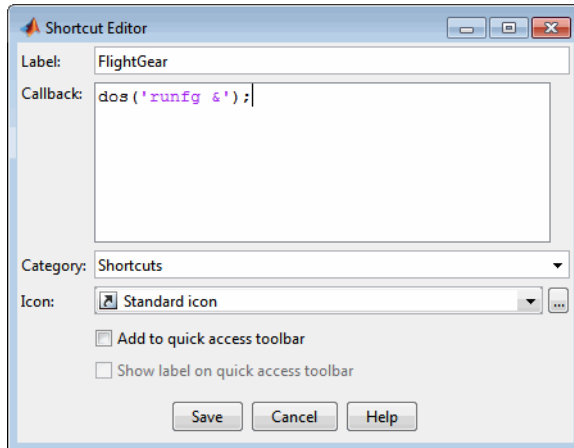 Shortcut Editor
Label: FlightGear
Callback: dos('runfg &');
Category: Shortcuts
Icon: Standard icon ...
Add to quick access toolbar
Show label on quick access toolbar
Save Cancel Help